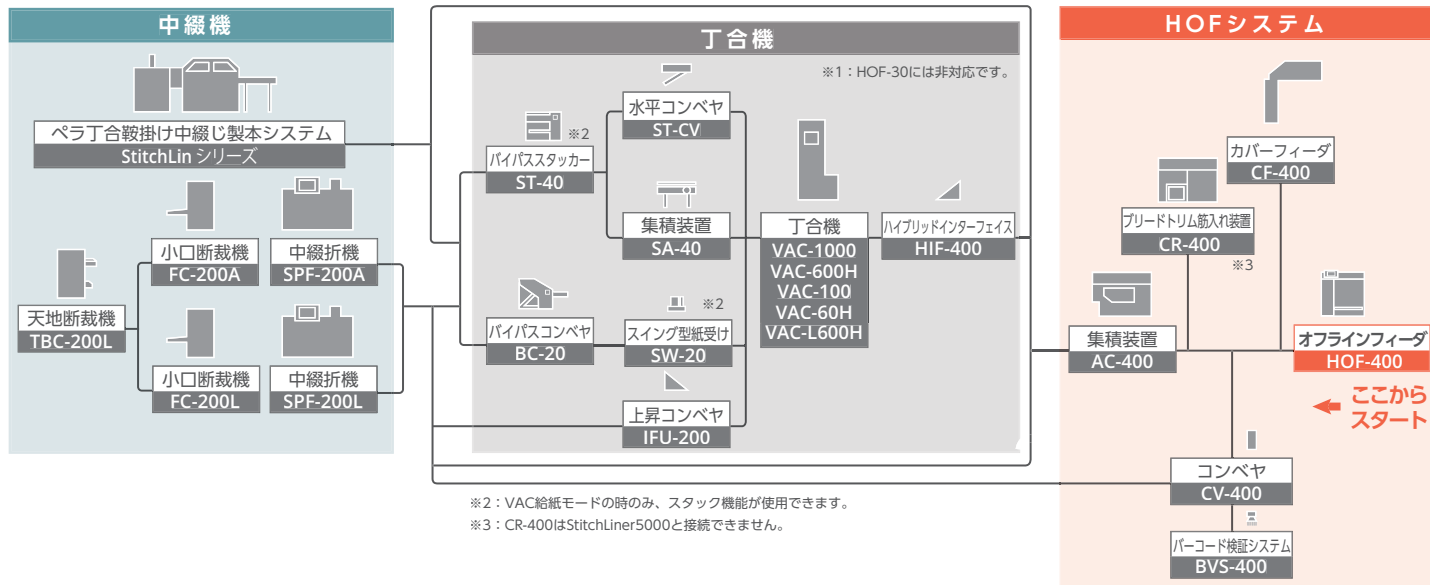 中綴機
ペラ丁合鞍掛け中綴じ製本システム
StitchLin シリーズ
小口断裁機
FC-200A
中綴折機
SPF-200A
天地断裁機
TBC-200L
小口断裁機
FC-200L
中綴折機
SPF-200L
丁合機
※1：HOF-30には非対応です。
水平コンベヤ
ST-CV
※2
バイパススタッカー
ST-40
集積装置
SA-40
丁合機
VAC-1000
VAC-600H
VAC-100
VAC-60H
VAC-L600H
ハイブリッドインターフェイス
HIF-400
バイパスコンベヤ
BC-20
※2
スイング型紙受け
SW-20
上昇コンベヤ
IFU-200
※2：VAC給紙モードの時のみ、スタック機能が使用できます。
※3：CR-400はStitchLiner5000と接続できません。
HOFシステム
カバーフィーダ
CF-400
ブリードトリム筋入れ装置
CR-400
※3
集積装置
AC-400
オフラインフィーダ
HOF-400
ここから
スタート
コンベヤ
CV-400
バーコード検証システム
BVS-400